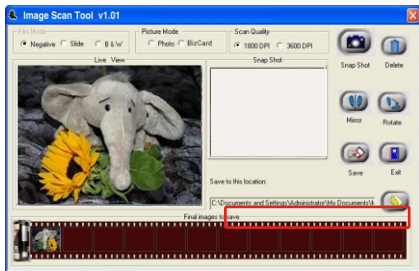 Image Scan Tool v1.01
Film Mode
Picture Mode
Scan Quality
Negative Slide B & W
Photo BizCard
1800 DPI 3600 DPI
Live View
Snap Shot
Snap Shot
Delete
Mirror
Rotate
Save
Exit
Save to this location:
C:\Documents and Settings\Administrator\My Documents\
Final images to save